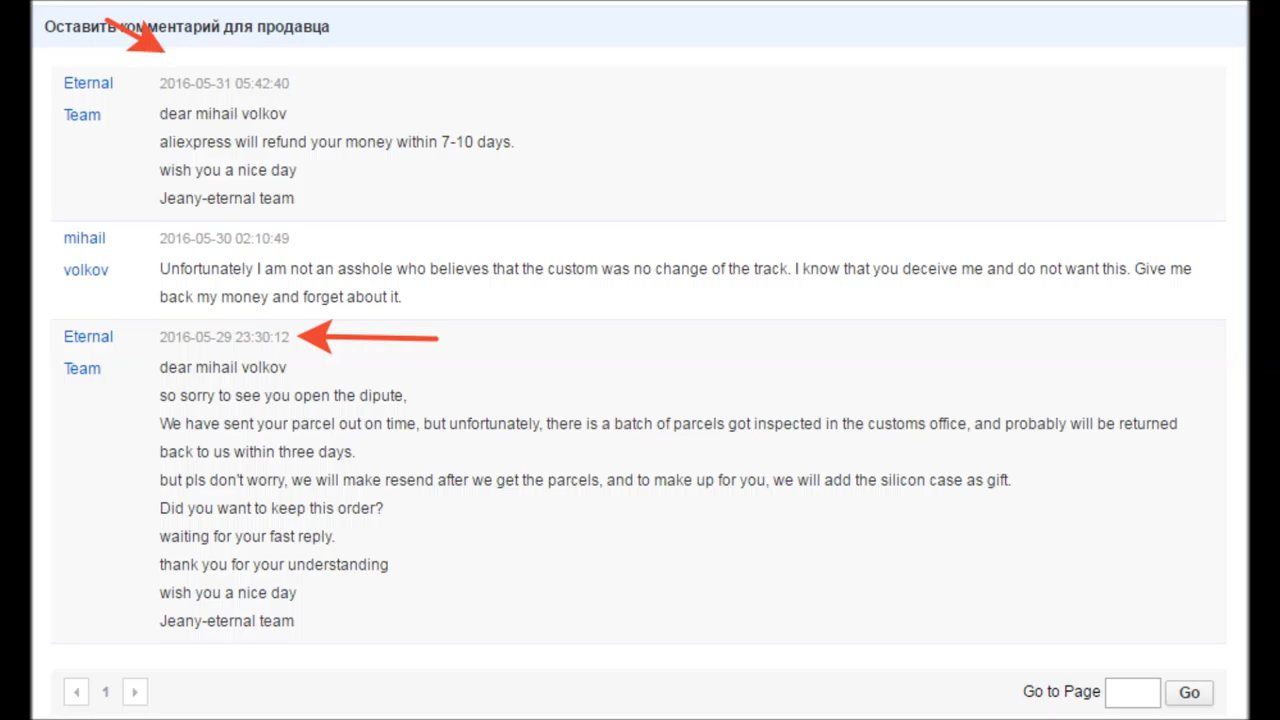 Оставить комментарий для продавца
Eternal 2016-05-31 05:42:40
Team dear mihail volkov
aliexpress will refund your money within 7-10 days.
wish you a nice day
Jeany-eternal team
mihail 2016-05-30 02:10:49
volkov Unfortunately I am not an asshole who believes that the custom was no change of the track. I know that you deceive me and do not want this. Give me
back my money and forget about it.
Eternal 2016-05-29 23:30:12
Team dear mihail volkov
so sorry to see you open the dipute,
We have sent your parcel out on time, but unfortunately, there is a batch of parcels got inspected in the customs office, and probably will be returned
back to us within three days.
but pls don't worry, we will make resend after we get the parcels, and to make up for you, we will add the silicon case as gift.
Did you want to keep this order?
waiting for your fast reply.
thank you for your understanding
wish you a nice day
Jeany-eternal team
1 Go to Page Go